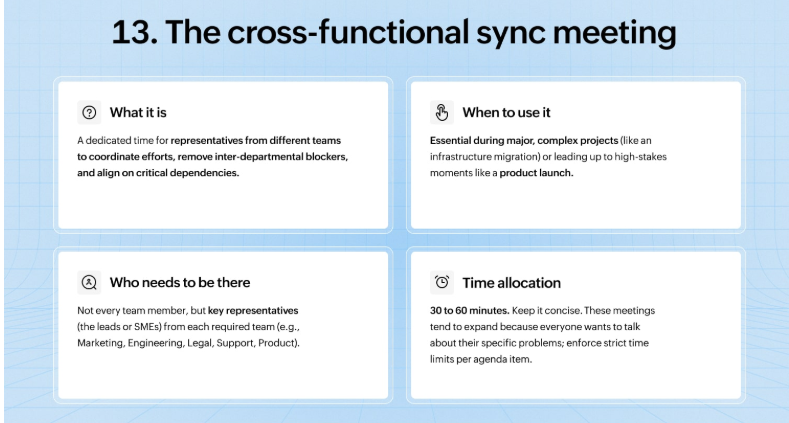 13. The cross-functional sync meeting
What it is
A dedicated time for representatives from different teams
to coordinate efforts, remove inter-departmental blockers,
and align on critical dependencies.
When to use it
Essential during major, complex projects (like an
infrastructure migration) or leading up to high-stakes
moments like a product launch.
Who needs to be there
Not every team member, but key representatives
(the leads or SMEs) from each required team (e.g.,
Marketing, Engineering, Legal, Support, Product).
Time allocation
30 to 60 minutes. Keep it concise. These meetings
tend to expand because everyone wants to talk
about their specific problems; enforce strict time
limits per agenda item.